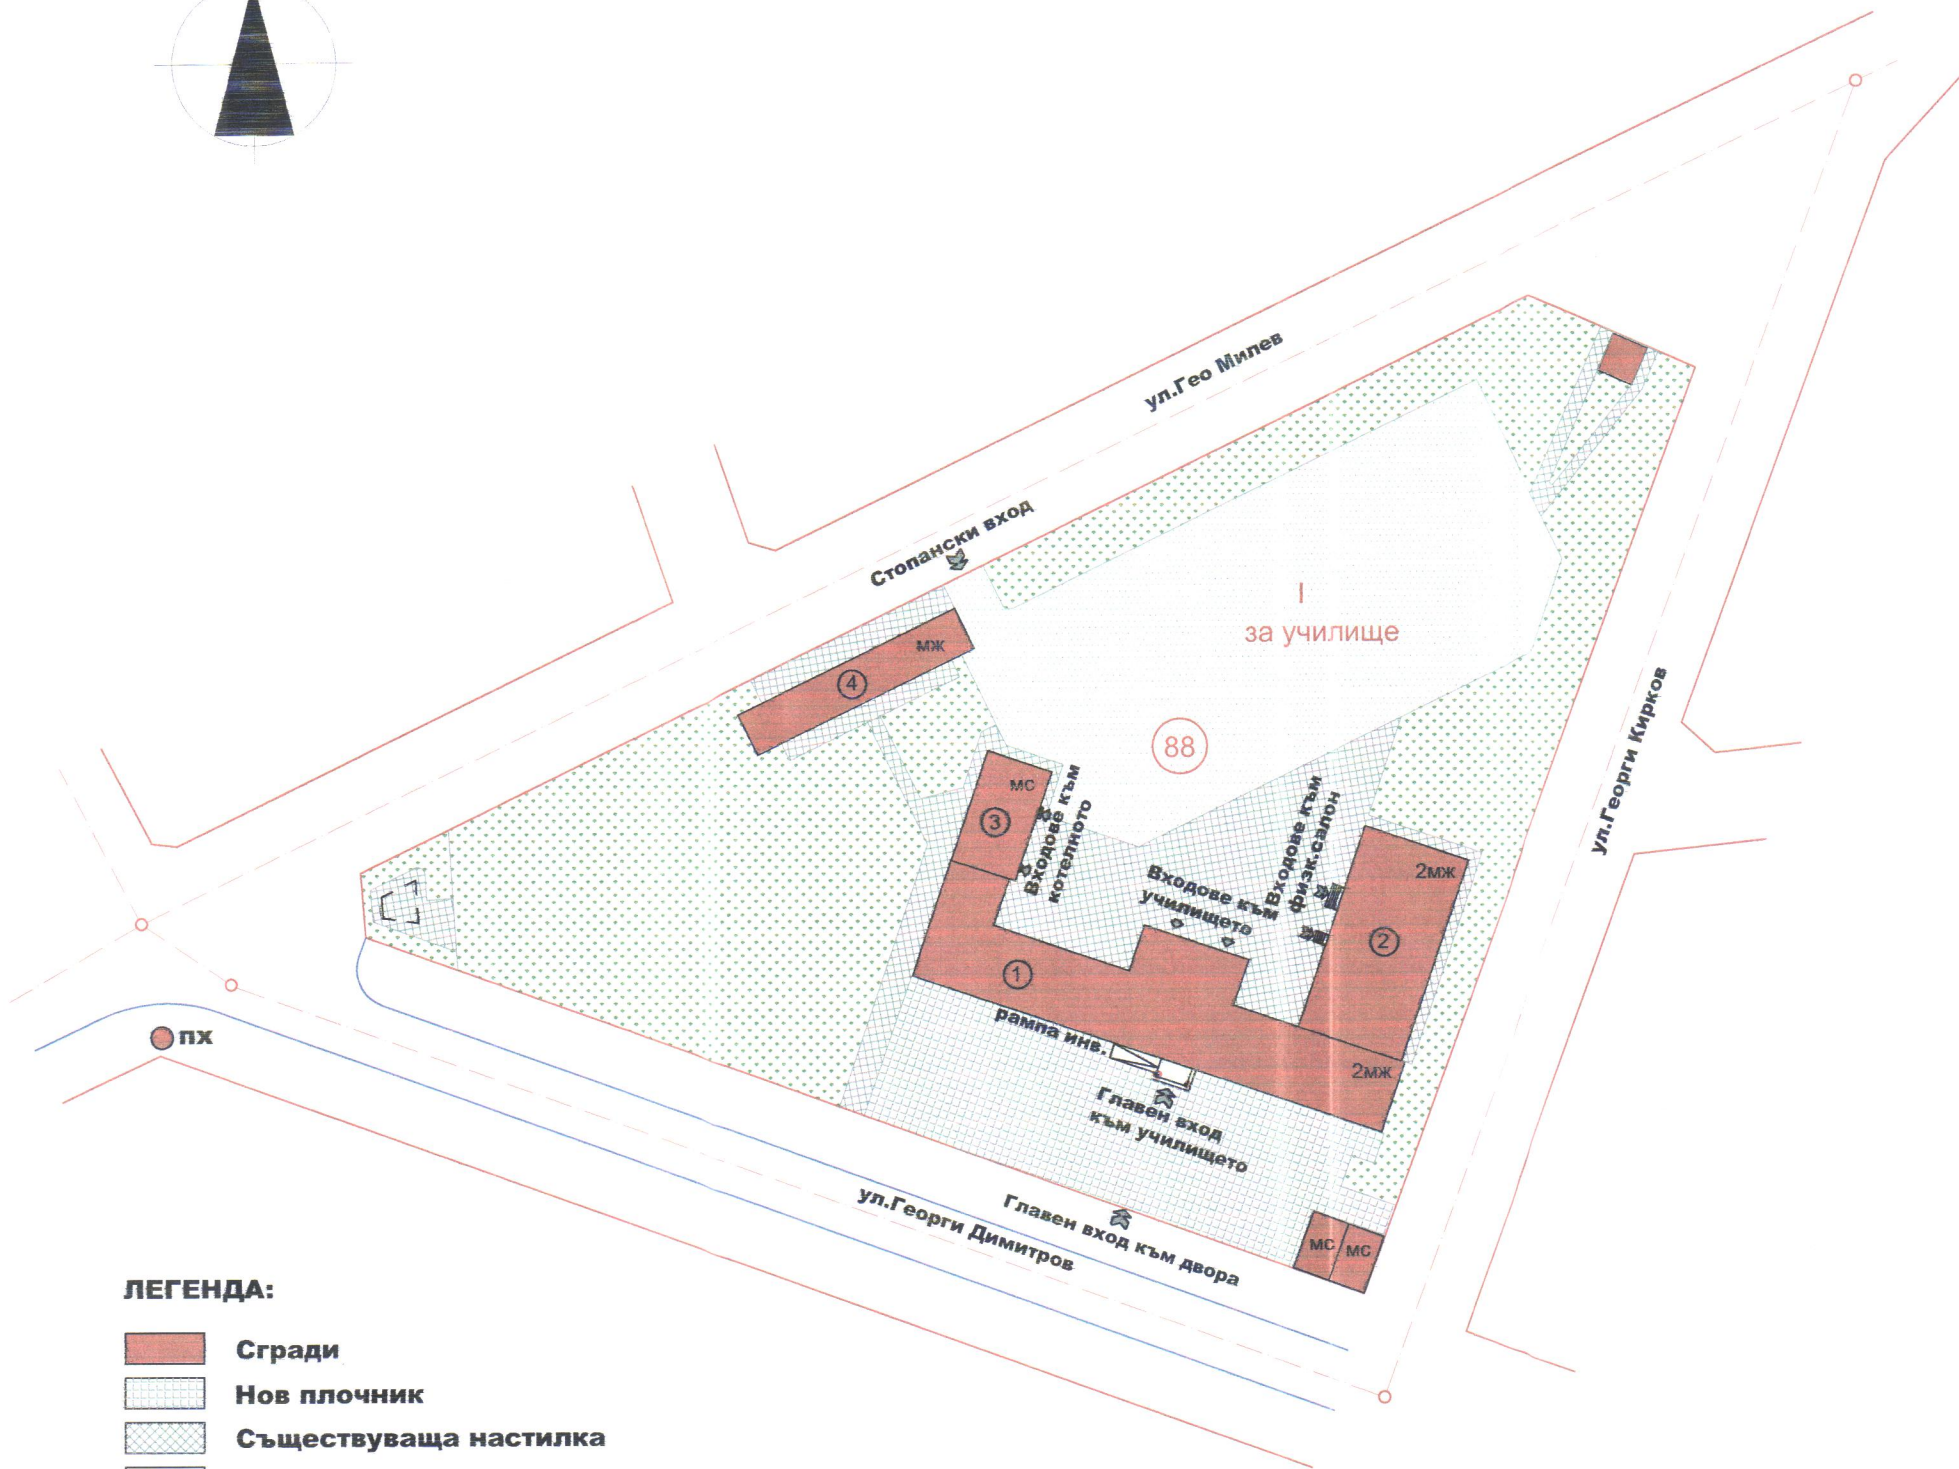 ул.Гео Милев
Стопански вход
I
за училище
88
мж
4
мс
3
Входове към
котелното
Входове към
училището
Входове към
физк.салон
2мж
2
1
рампа инв.
2мж
Главен вход
към училището
ул.Георги Кирков
пх
ул.Георги Димитров
Главен вход към двора
мс
мс
ЛЕГЕНДА:
Сгради
Нов плочник
Съществуваща настилка